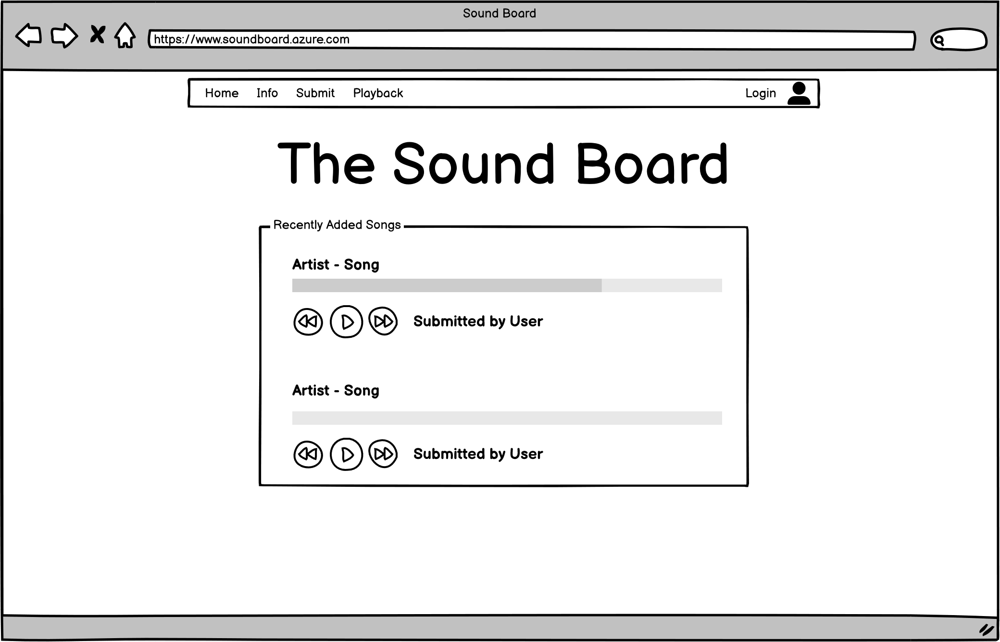 Sound Board
https://www.soundboard.azure.com
Home Info Submit Playback Login
The Sound Board
Recently Added Songs
Artist - Song
Submitted by User
Artist - Song
Submitted by User